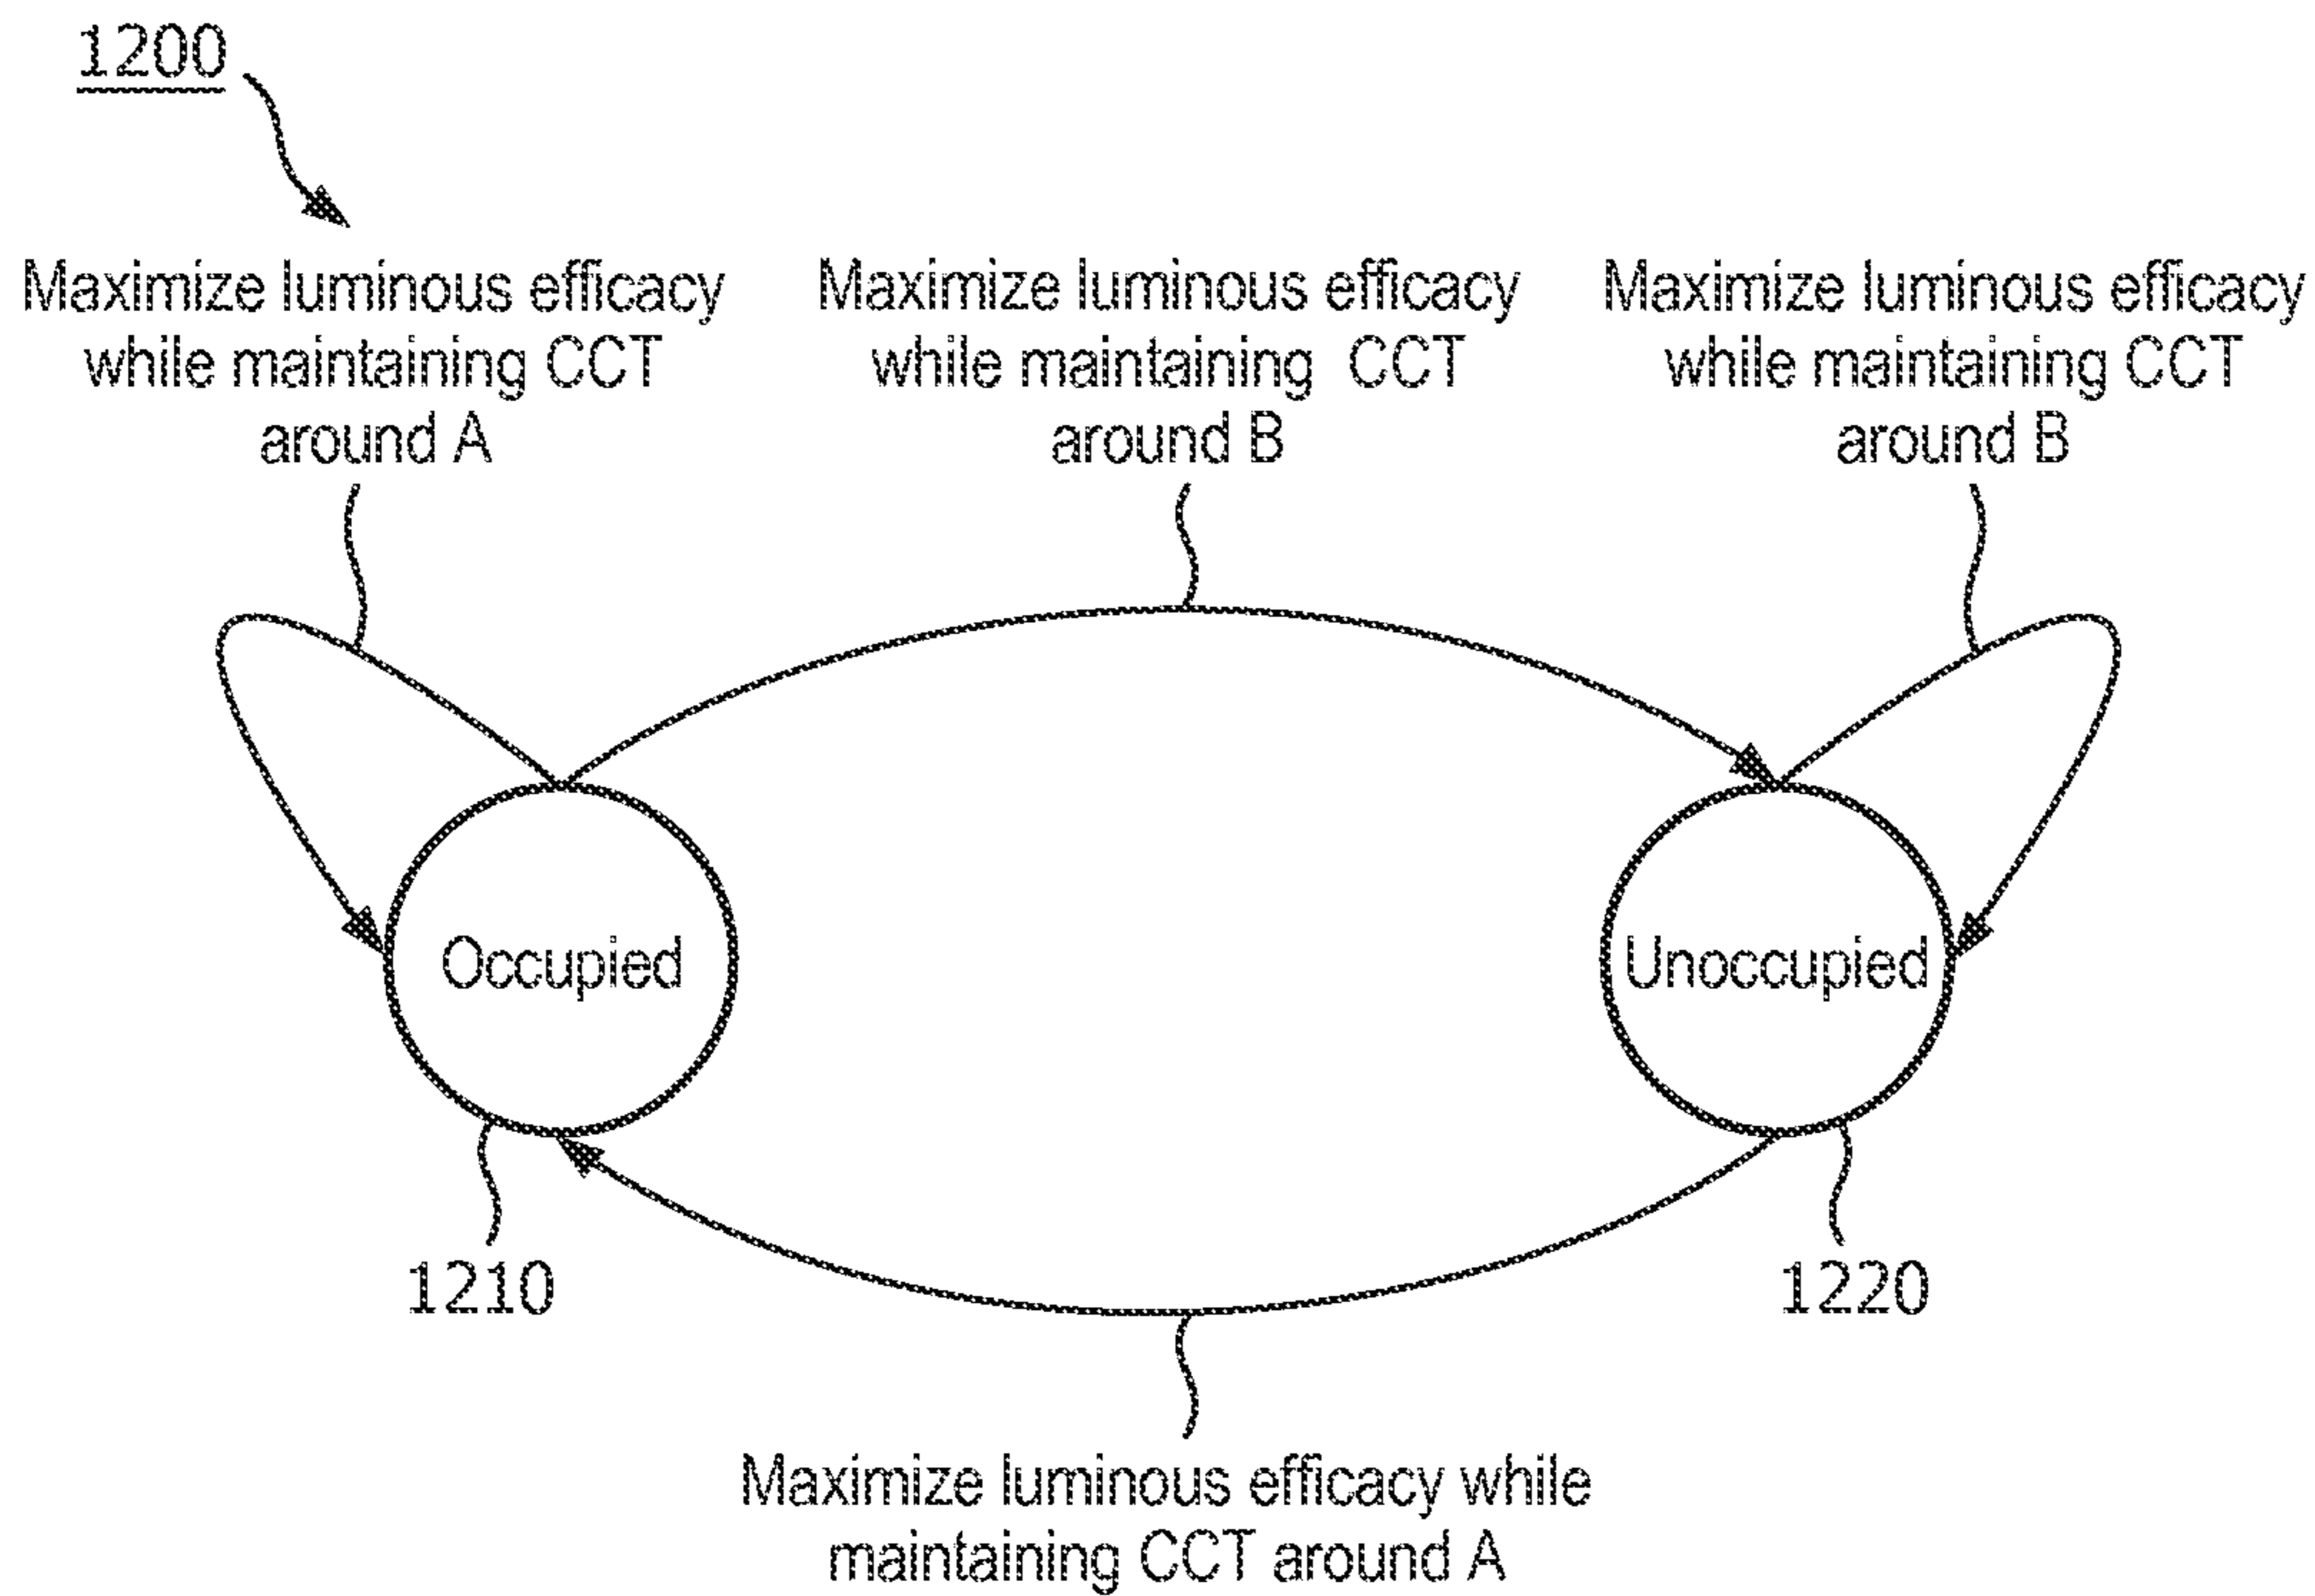 1200
Maximize luminous efficacy
while maintaining CCT
around A
Maximize luminous efficacy
while maintaining CCT
around B
Maximize luminous efficacy
while maintaining CCT
around B
Occupied
Unoccupied
1210
1220
Maximize luminous efficacy while
maintaining CCT around A